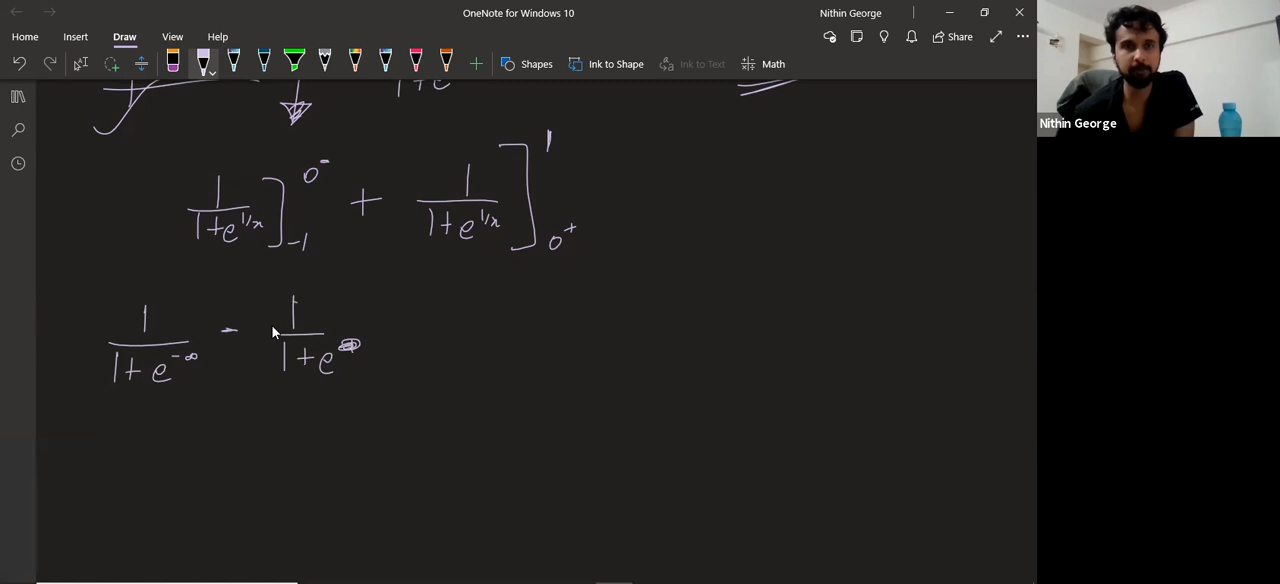 OneNote for Windows 10
Nithin George
Home Insert Draw View Help
Share
Shapes Ink to Shape Ink to Text Math
1+e
1/(1+e^{1/x}) ]_{-1}^{0^-} + 1/(1+e^{1/x}) ]_{0^+}^{1}
1/(1+e^{-∞}) - 1/(1+e
Nithin George